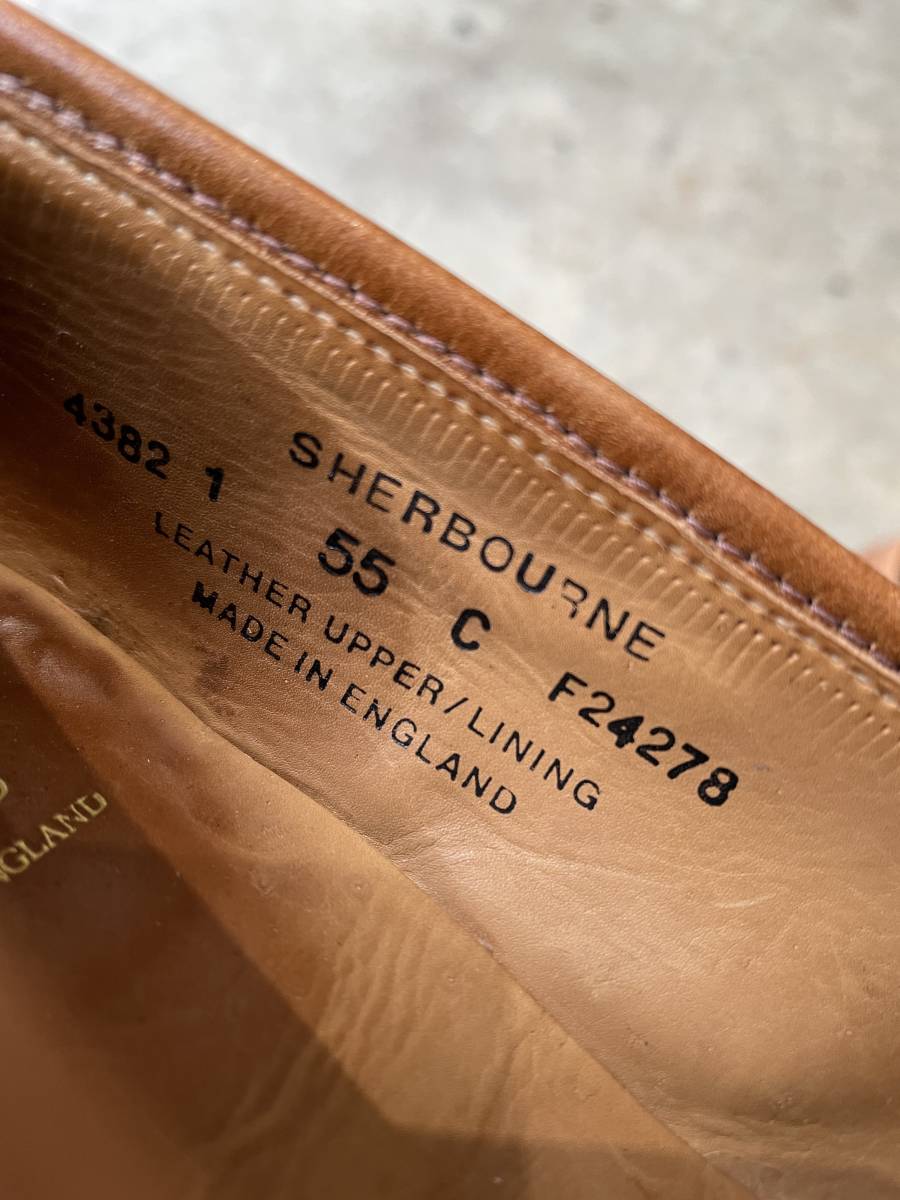 SHERBOURNE
4382 1 55 C F24278
LEATHER UPPER/LINING
MADE IN ENGLAND